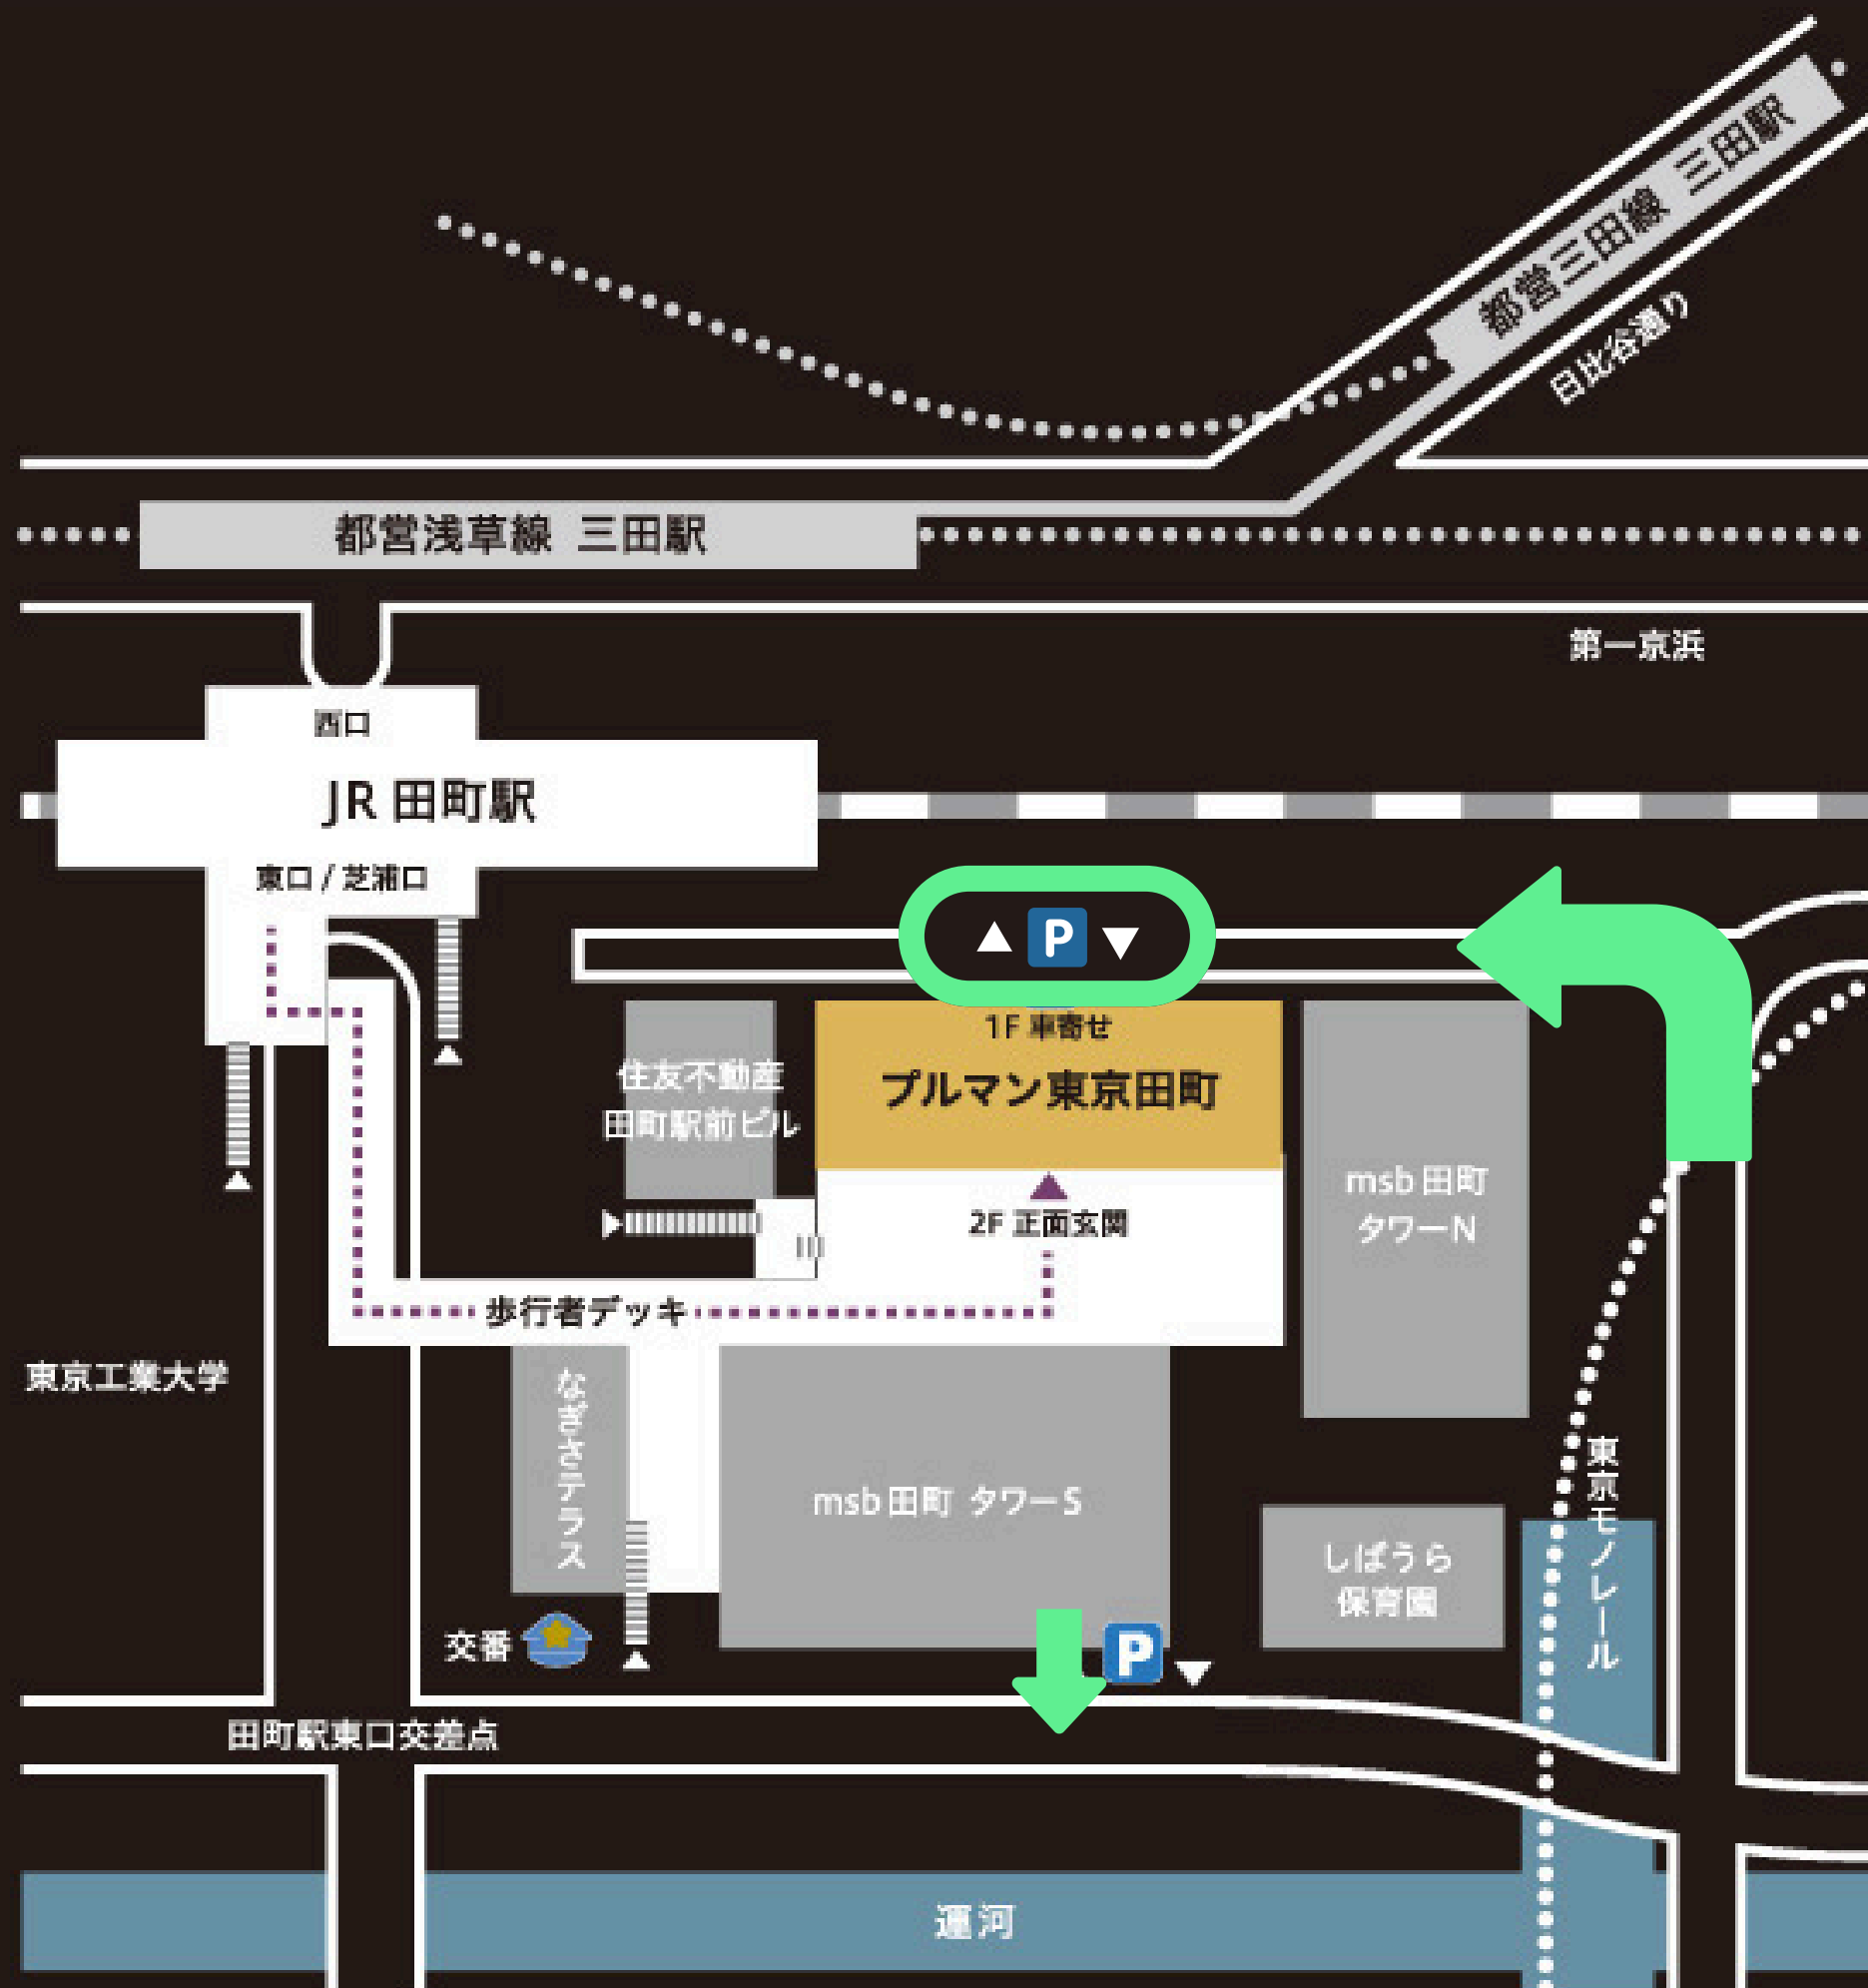 都営三田線 三田駅
日比谷通り
都営浅草線 三田駅
第一京浜
西口
JR 田町駅
東口 / 芝浦口
P
1F 車寄せ
プルマン東京田町
住友不動産
田町駅前ビル
msb 田町
タワーN
2F 正面玄関
歩行者デッキ
東京工業大学
なぎさテラス
msb 田町 タワーS
しばうら
保育園
東京モノレール
交番
P
田町駅東口交差点
運河